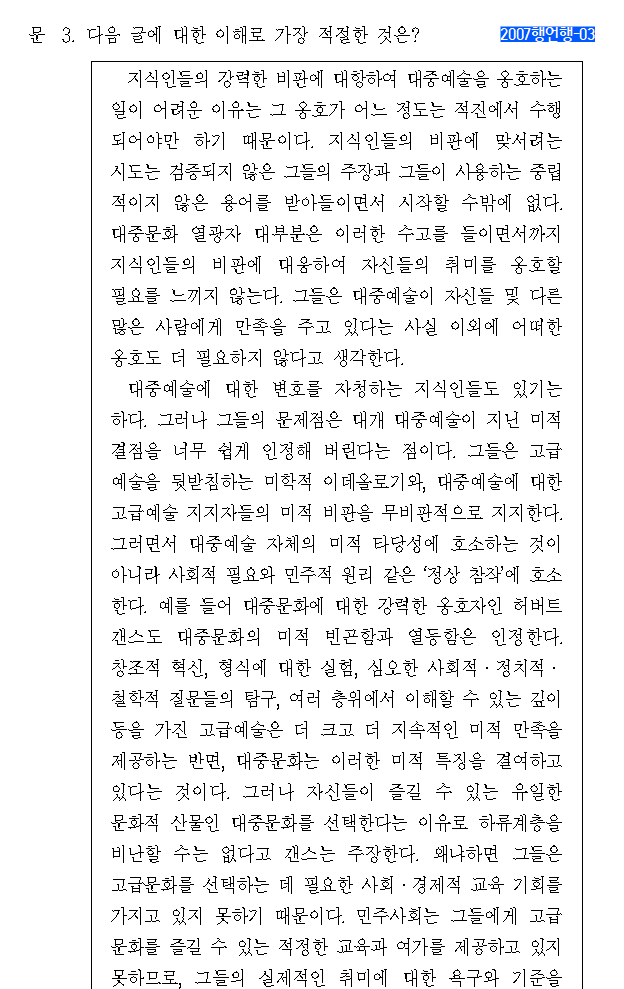 문 3. 다음 글에 대한 이해로 가장 적절한 것은? 2007행언행-03
지식인들의 강력한 비판에 대항하여 대중예술을 옹호하는
일이 어려운 이유는 그 옹호가 어느 정도는 적진에서 수행
되어야만 하기 때문이다. 지식인들의 비판에 맞서려는
시도는 검증되지 않은 그들의 주장과 그들이 사용하는 중립
적이지 않은 용어를 받아들이면서 시작할 수밖에 없다.
대중문화 열광자 대부분은 이러한 수고를 들이면서까지
지식인들의 비판에 대응하여 자신들의 취미를 옹호할
필요를 느끼지 않는다. 그들은 대중예술이 자신들 및 다른
많은 사람에게 만족을 주고 있다는 사실 이외에 어떠한
옹호도 더 필요하지 않다고 생각한다.
대중예술에 대한 변호를 자청하는 지식인들도 있기는
하다. 그러나 그들의 문제점은 대개 대중예술이 지닌 미적
결점을 너무 쉽게 인정해 버린다는 점이다. 그들은 고급
예술을 뒷받침하는 미학적 이데올로기와, 대중예술에 대한
고급예술 지지자들의 미적 비판을 무비판적으로 지지한다.
그러면서 대중예술 자체의 미적 타당성에 호소하는 것이
아니라 사회적 필요와 민주적 원리 같은 ‘정상 참작’에 호소
한다. 예를 들어 대중문화에 대한 강력한 옹호자인 허버트
갠스도 대중문화의 미적 빈곤함과 열등함은 인정한다.
창조적 혁신, 형식에 대한 실험, 심오한 사회적·정치적·
철학적 질문들의 탐구, 여러 층위에서 이해할 수 있는 깊이
등을 가진 고급예술은 더 크고 더 지속적인 미적 만족을
제공하는 반면, 대중문화는 이러한 미적 특징을 결여하고
있다는 것이다. 그러나 자신들이 즐길 수 있는 유일한
문화적 산물인 대중문화를 선택한다는 이유로 하류계층을
비난할 수는 없다고 갠스는 주장한다. 왜냐하면 그들은
고급문화를 선택하는 데 필요한 사회·경제적 교육 기회를
가지고 있지 못하기 때문이다. 민주사회는 그들에게 고급
문화를 즐길 수 있는 적정한 교육과 여가를 제공하고 있지
못하므로, 그들의 실제적인 취미에 대한 욕구와 기준을